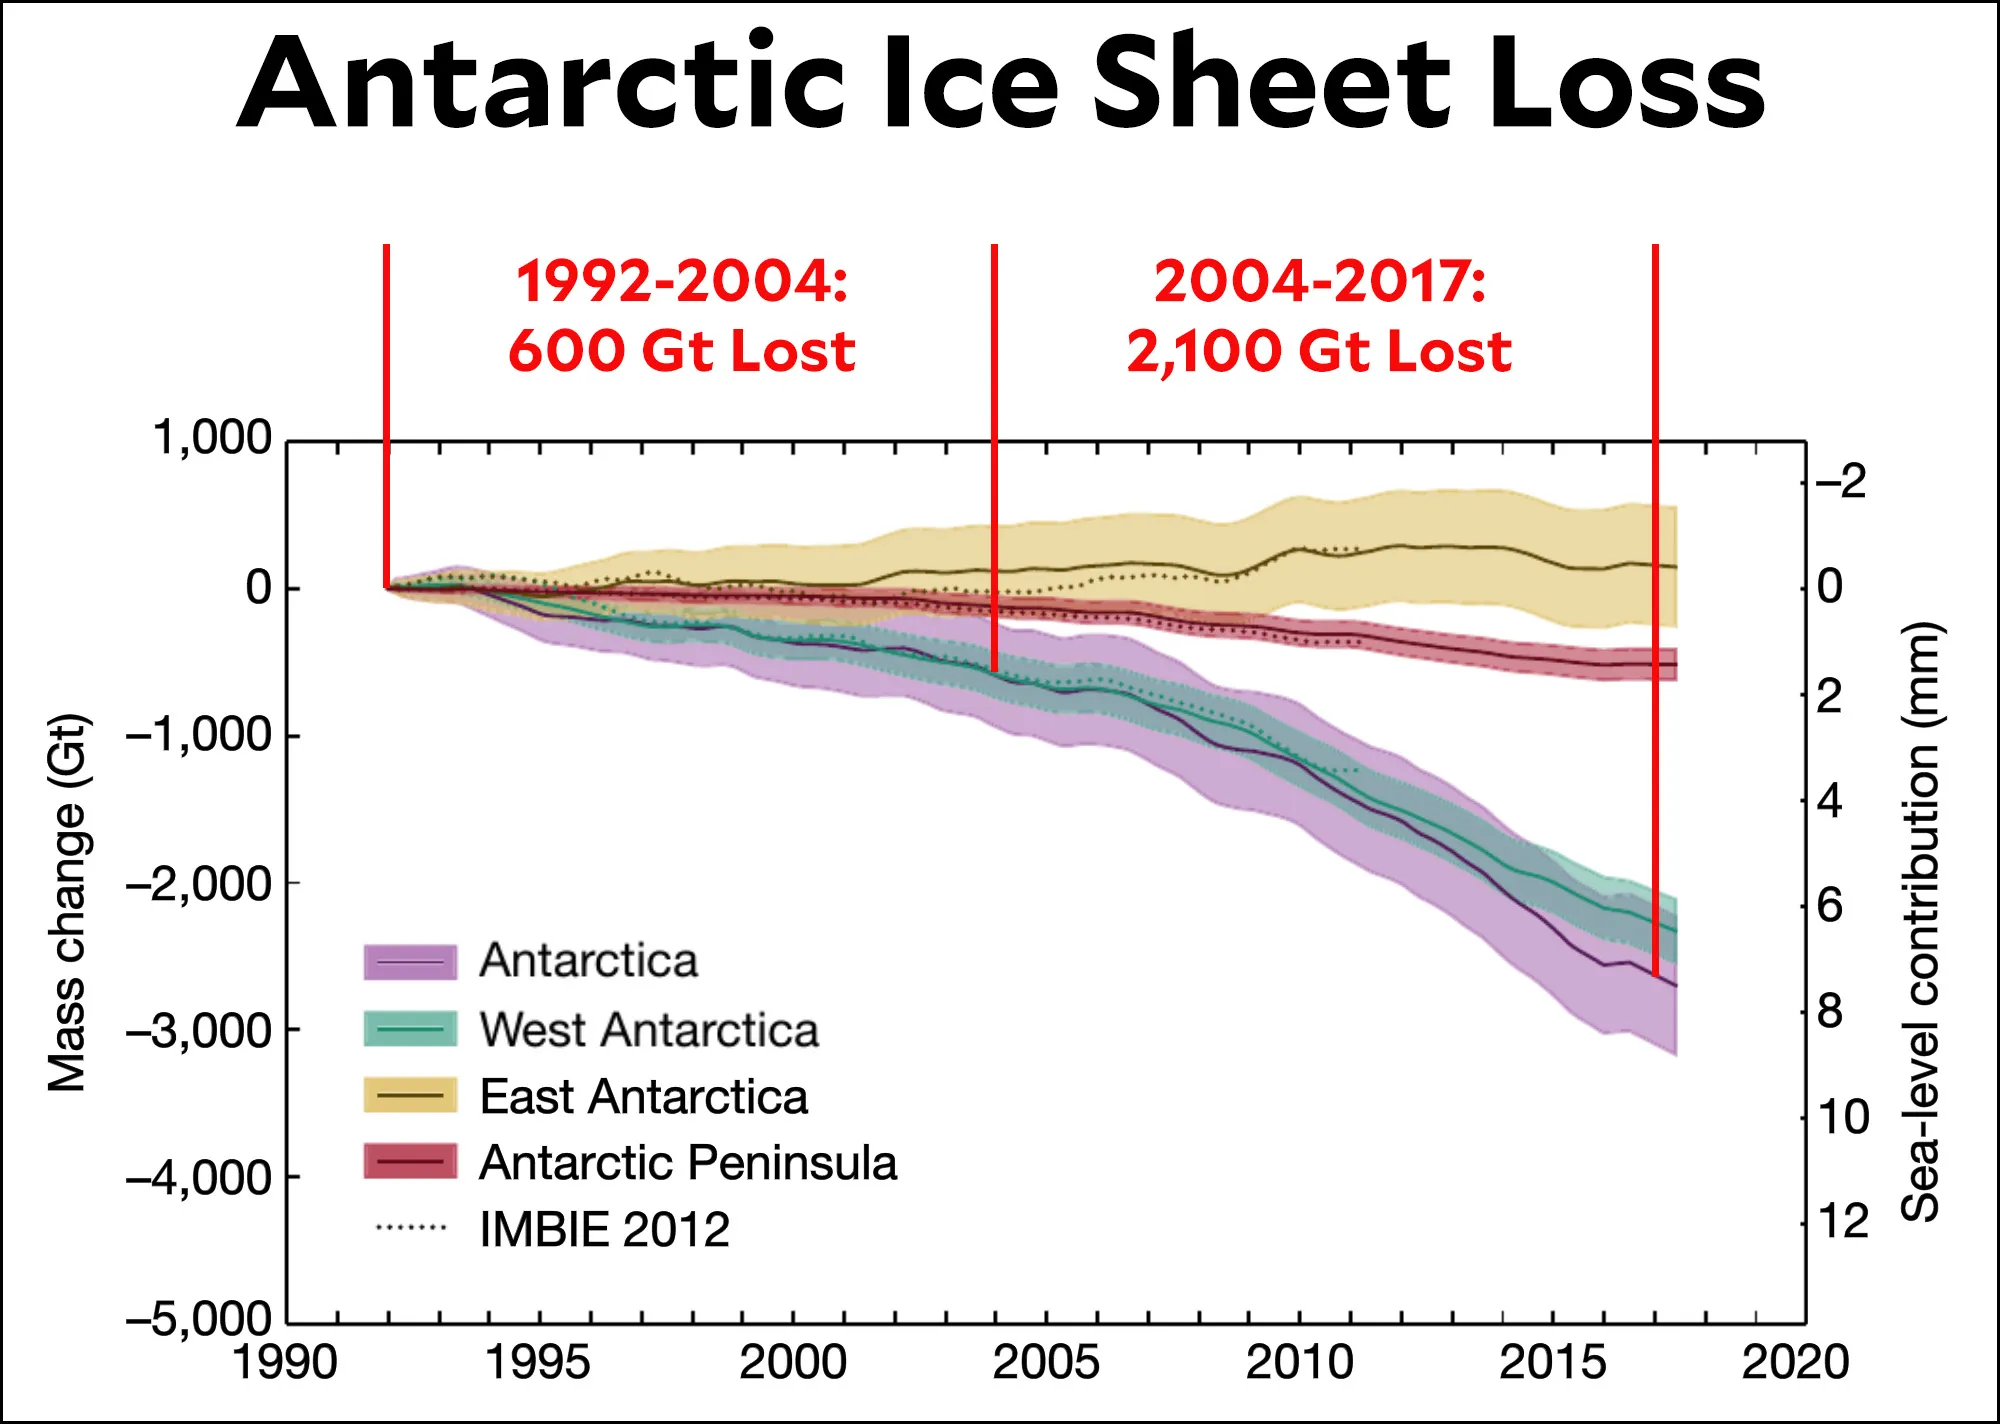 Antarctic Ice Sheet Loss
1992-2004:
600 Gt Lost
2004-2017:
2,100 Gt Lost
1,000
0
–1,000
–2,000
–3,000
–4,000
–5,000
Mass change (Gt)
–2
0
2
4
6
8
10
12
Sea-level contribution (mm)
Antarctica
West Antarctica
East Antarctica
Antarctic Peninsula
IMBIE 2012
1990 1995 2000 2005 2010 2015 2020